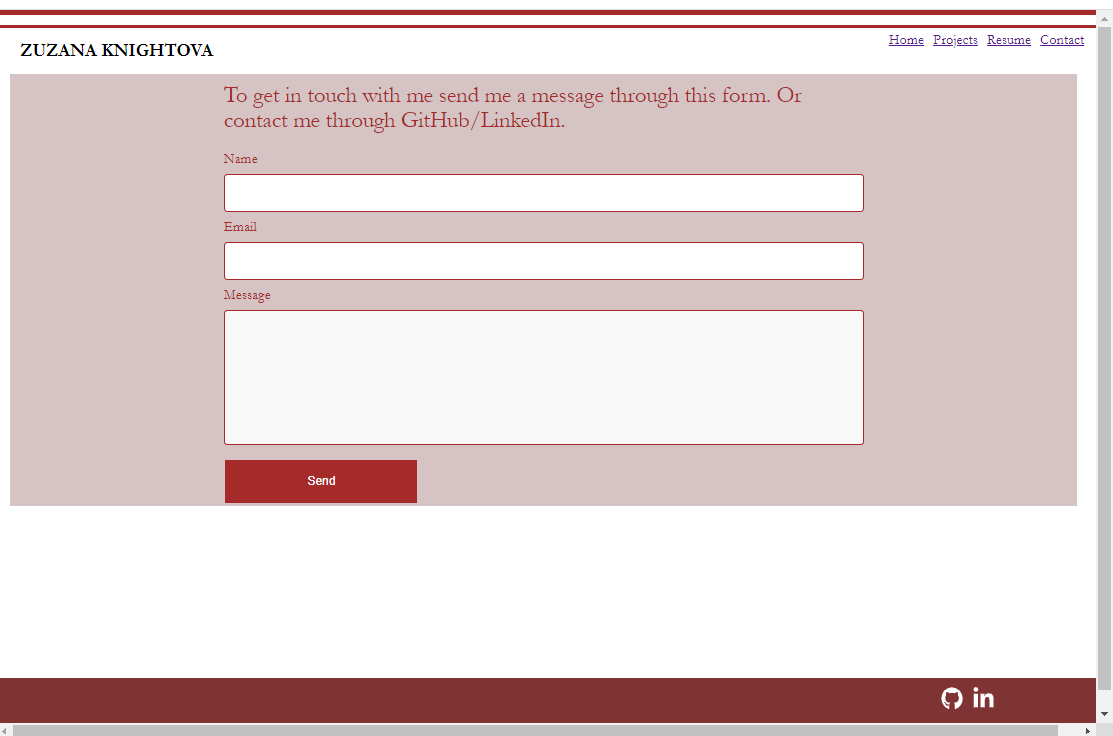 ZUZANA KNIGHTOVA
Home Projects Resume Contact
To get in touch with me send me a message through this form. Or
contact me through GitHub/LinkedIn.
Name
Email
Message
Send
in